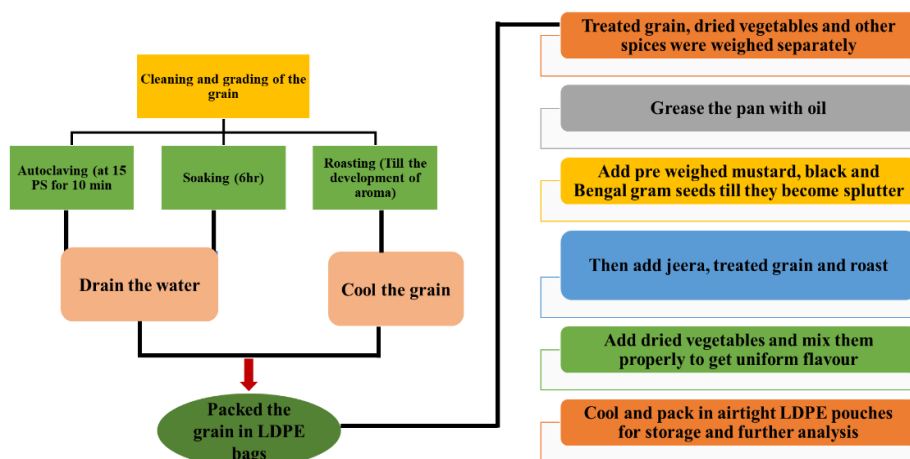 Cleaning and grading of the
grain
Autoclaving (at 15
PS for 10 min
Soaking (6hr)
Roasting (Till the
development of
aroma)
Drain the water
Cool the grain
Packed the
grain in LDPE
bags
Treated grain, dried vegetables and other
spices were weighed separately
Grease the pan with oil
Add pre weighed mustard, black and
Bengal gram seeds till they become splutter
Then add jeera, treated grain and roast
Add dried vegetables and mix them
properly to get uniform flavour
Cool and pack in airtight LDPE pouches
for storage and further analysis